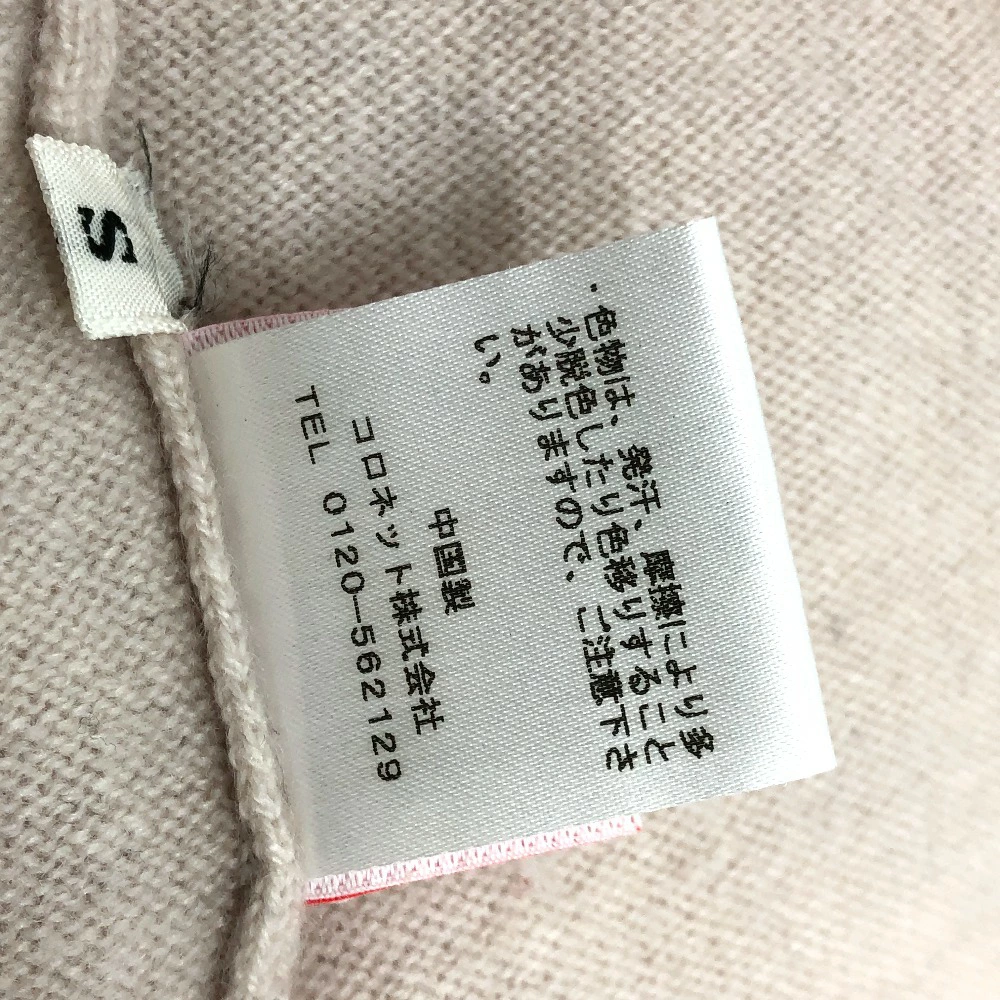 S
・色物は、発汗、摩擦により多
少脱色したり色移りすること
がありますので、ご注意下さ
い。
中国製
コロネット株式会社
TEL 0120-562129